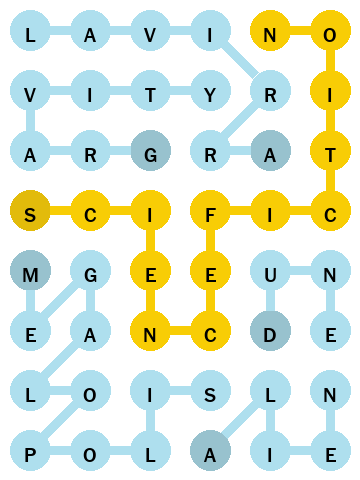 L A V I N O
V I T Y R I
A R G R A T
S C I F I C
M G E E U N
E A N C D E
L O I S L N
P O L A I E